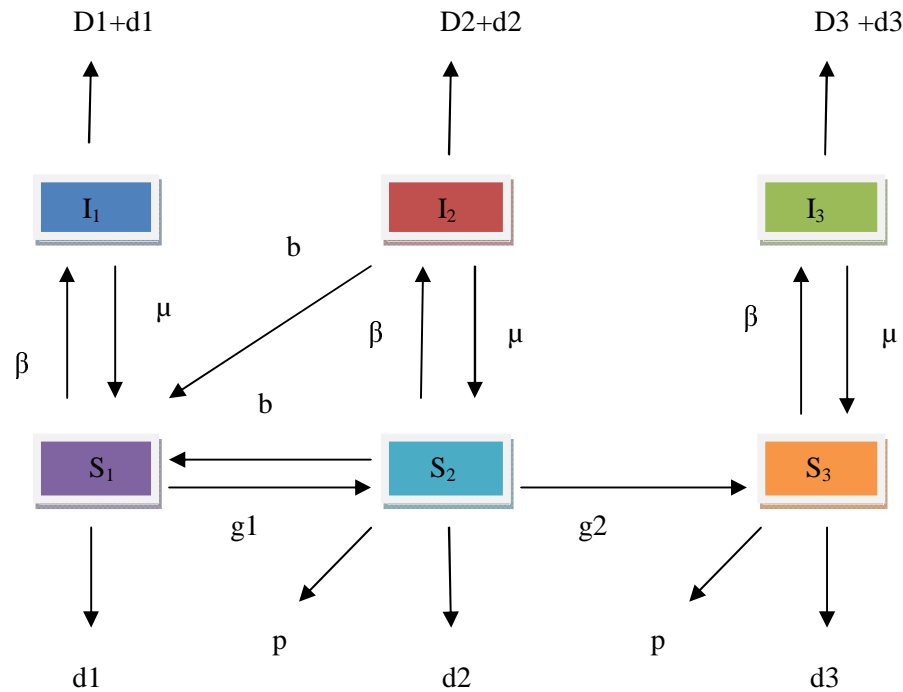 D1+d1 D2+d2 D3 +d3
I₁ I₂ I₃
b
µ
β β µ β µ
b
S₁ S₂ S₃
g1 g2
p p
d1 d2 d3